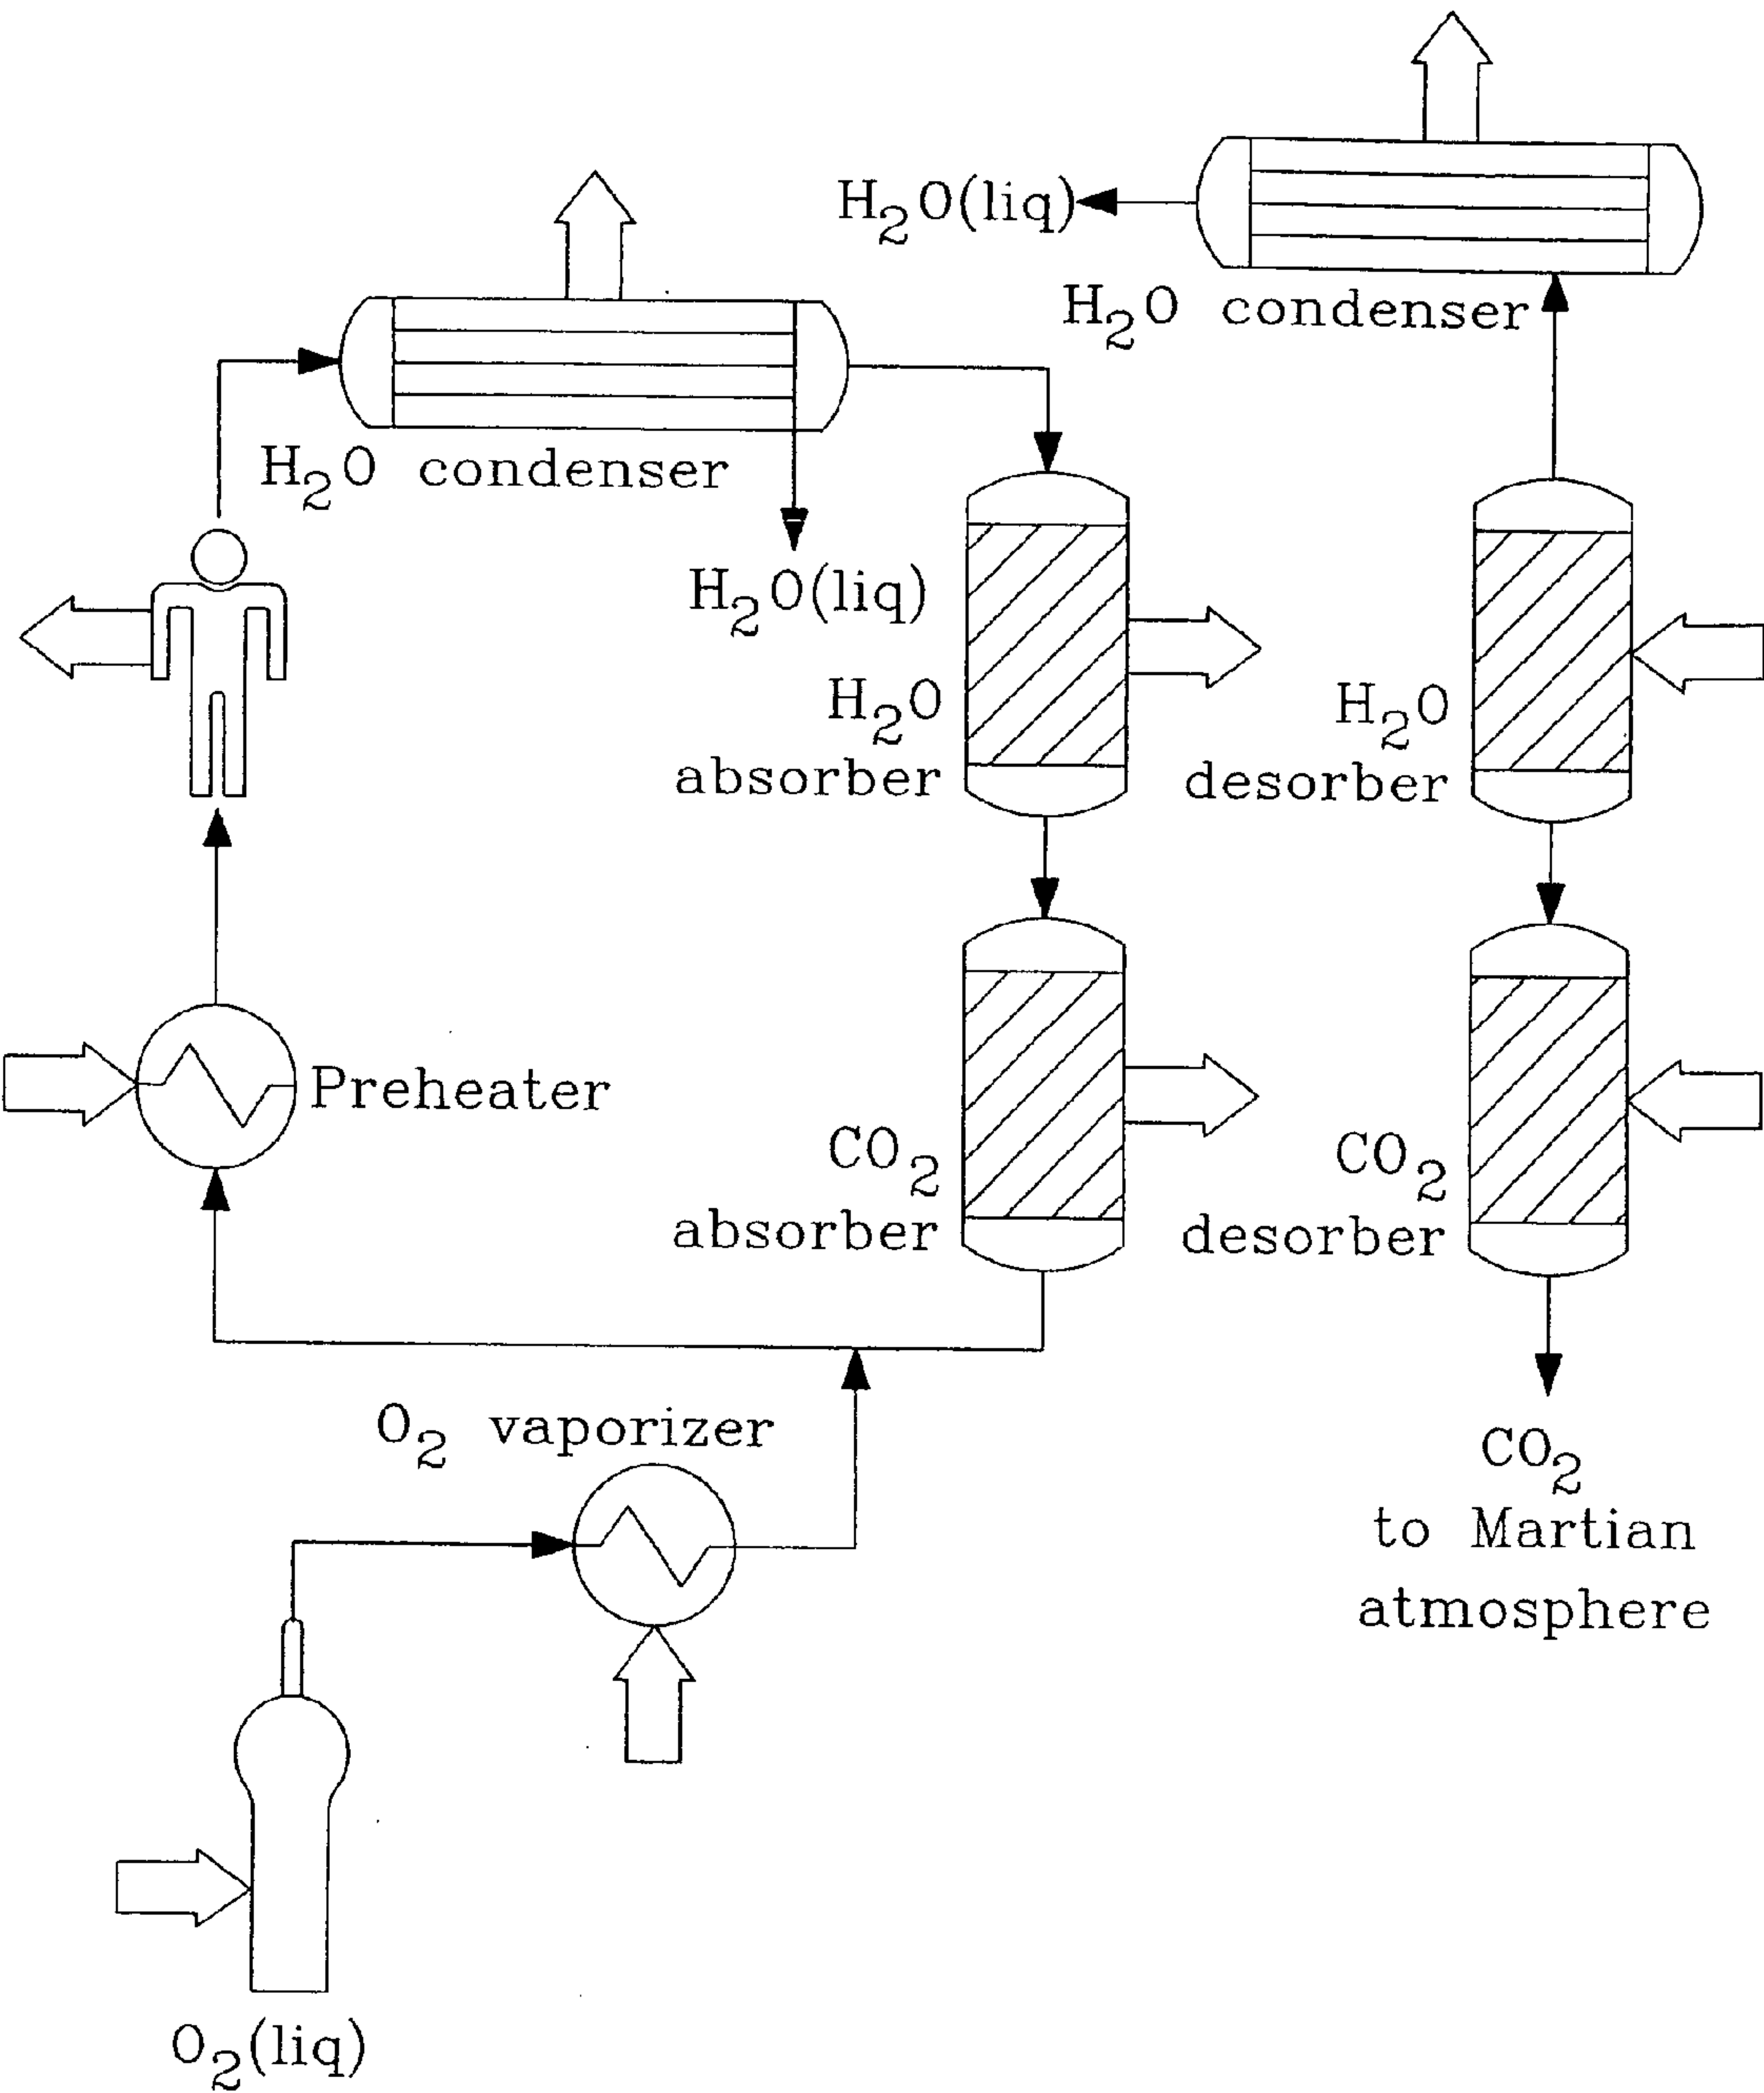 H₂O(liq)
H₂O condenser
H₂O condenser
H₂O(liq)
H₂O
absorber
H₂O
desorber
Preheater
CO₂
absorber
CO₂
desorber
O₂ vaporizer
CO₂
to Martian
atmosphere
O₂(liq)